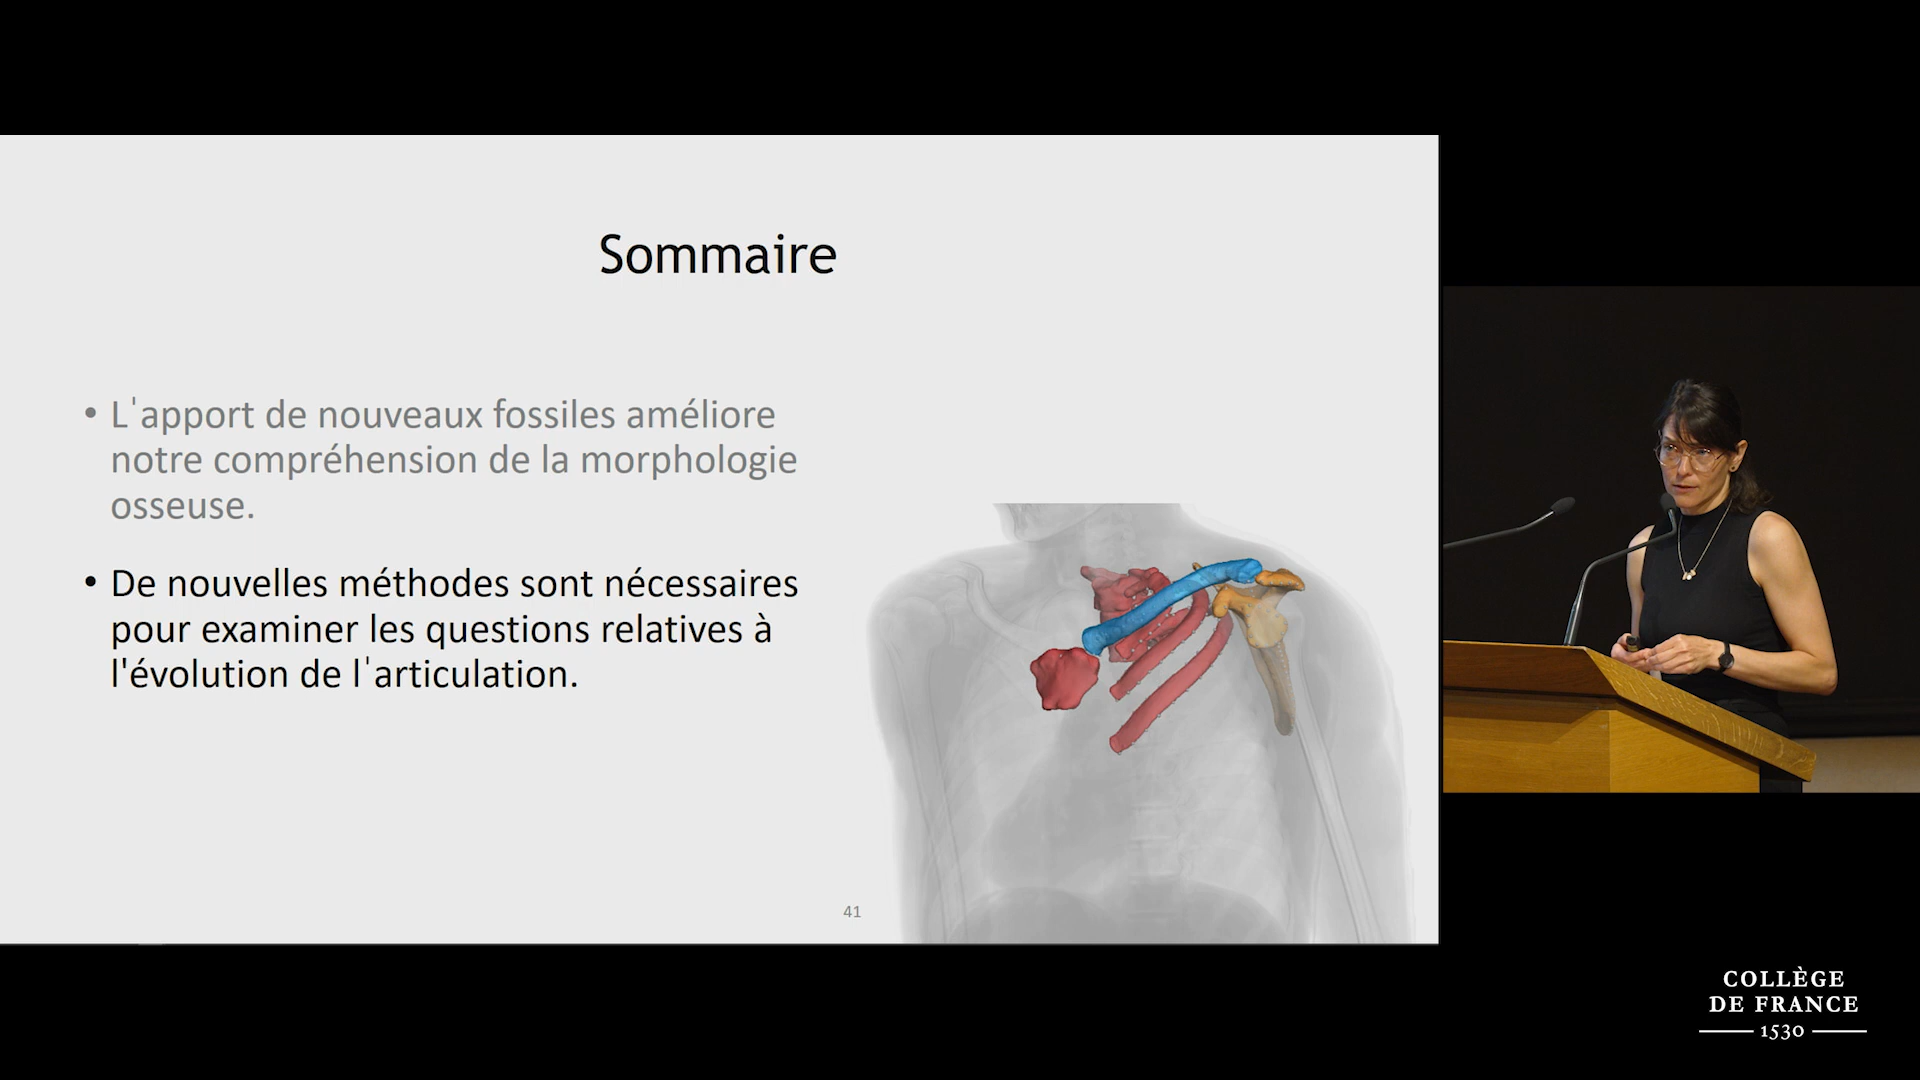 Sommaire
• L'apport de nouveaux fossiles améliore
notre compréhension de la morphologie
osseuse.
• De nouvelles méthodes sont nécessaires
pour examiner les questions relatives à
l'évolution de l'articulation.
41
COLLÈGE
DE FRANCE
1530